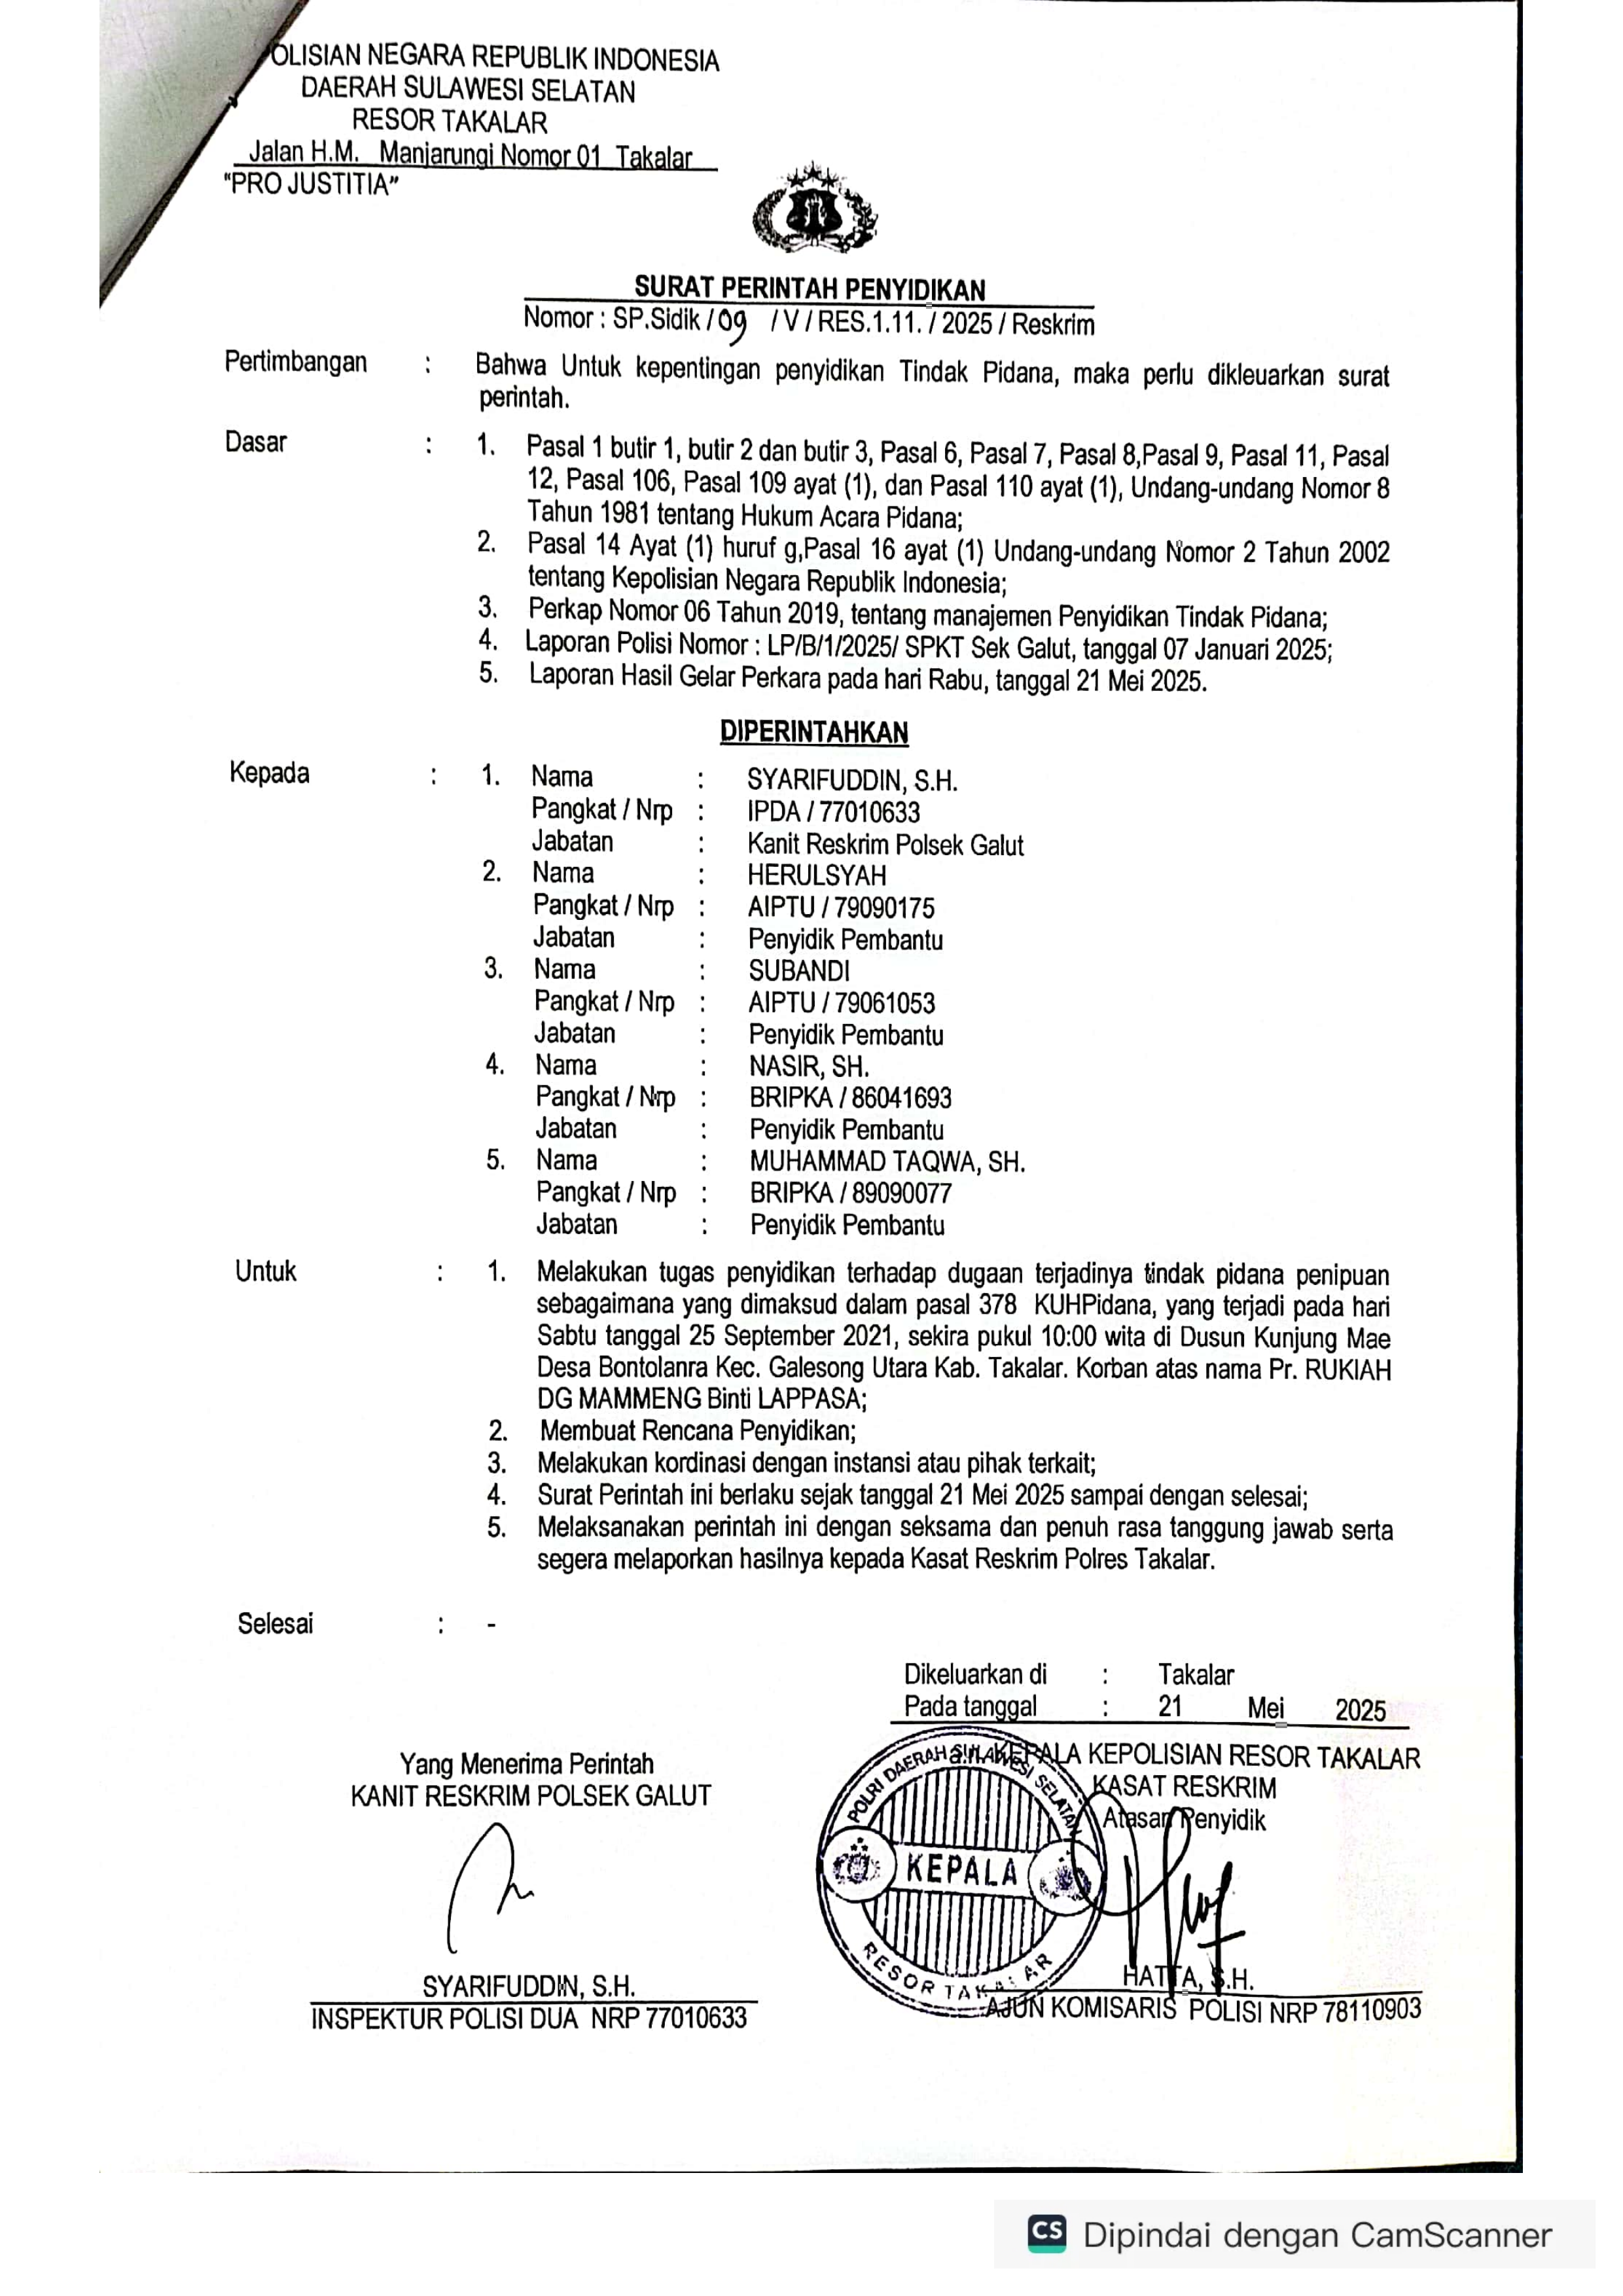 OLISIAN NEGARA REPUBLIK INDONESIA
DAERAH SULAWESI SELATAN
RESOR TAKALAR
Jalan H.M. Manjarungi Nomor 01 Takalar
"PRO JUSTITIA"
SURAT PERINTAH PENYIDIKAN
Nomor : SP.Sidik / 09 / V / RES.1.11. / 2025 / Reskrim
Pertimbangan : Bahwa Untuk kepentingan penyidikan Tindak Pidana, maka perlu dikleuarkan surat
perintah.
Dasar : 1. Pasal 1 butir 1, butir 2 dan butir 3, Pasal 6, Pasal 7, Pasal 8,Pasal 9, Pasal 11, Pasal
12, Pasal 106, Pasal 109 ayat (1), dan Pasal 110 ayat (1), Undang-undang Nomor 8
Tahun 1981 tentang Hukum Acara Pidana;
2. Pasal 14 Ayat (1) huruf g,Pasal 16 ayat (1) Undang-undang Nomor 2 Tahun 2002
tentang Kepolisian Negara Republik Indonesia;
3. Perkap Nomor 06 Tahun 2019, tentang manajemen Penyidikan Tindak Pidana;
4. Laporan Polisi Nomor : LP/B/1/2025/ SPKT Sek Galut, tanggal 07 Januari 2025;
5. Laporan Hasil Gelar Perkara pada hari Rabu, tanggal 21 Mei 2025.
DIPERINTAHKAN
Kepada : 1. Nama : SYARIFUDDIN, S.H.
Pangkat / Nrp : IPDA / 77010633
Jabatan : Kanit Reskrim Polsek Galut
2. Nama : HERULSYAH
Pangkat / Nrp : AIPTU / 79090175
Jabatan : Penyidik Pembantu
3. Nama : SUBANDI
Pangkat / Nrp : AIPTU / 79061053
Jabatan : Penyidik Pembantu
4. Nama : NASIR, SH.
Pangkat / Nrp : BRIPKA / 86041693
Jabatan : Penyidik Pembantu
5. Nama : MUHAMMAD TAQWA, SH.
Pangkat / Nrp : BRIPKA / 89090077
Jabatan : Penyidik Pembantu
Untuk : 1. Melakukan tugas penyidikan terhadap dugaan terjadinya tindak pidana penipuan
sebagaimana yang dimaksud dalam pasal 378 KUHPidana, yang terjadi pada hari
Sabtu tanggal 25 September 2021, sekira pukul 10:00 wita di Dusun Kunjung Mae
Desa Bontolanra Kec. Galesong Utara Kab. Takalar. Korban atas nama Pr. RUKIAH
DG MAMMENG Binti LAPPASA;
2. Membuat Rencana Penyidikan;
3. Melakukan kordinasi dengan instansi atau pihak terkait;
4. Surat Perintah ini berlaku sejak tanggal 21 Mei 2025 sampai dengan selesai;
5. Melaksanakan perintah ini dengan seksama dan penuh rasa tanggung jawab serta
segera melaporkan hasilnya kepada Kasat Reskrim Polres Takalar.
Selesai : -
Dikeluarkan di : Takalar
Pada tanggal : 21 Mei 2025
a.n. KEPALA KEPOLISIAN RESOR TAKALAR
KASAT RESKRIM
Atasan Penyidik
POLRI DAERAH SULAWESI SELATAN
KEPALA
RESOR TAKALAR
HATTA, S.H.
AJUN KOMISARIS POLISI NRP 78110903
Yang Menerima Perintah
KANIT RESKRIM POLSEK GALUT
SYARIFUDDIN, S.H.
INSPEKTUR POLISI DUA NRP 77010633
CS Dipindai dengan CamScanner